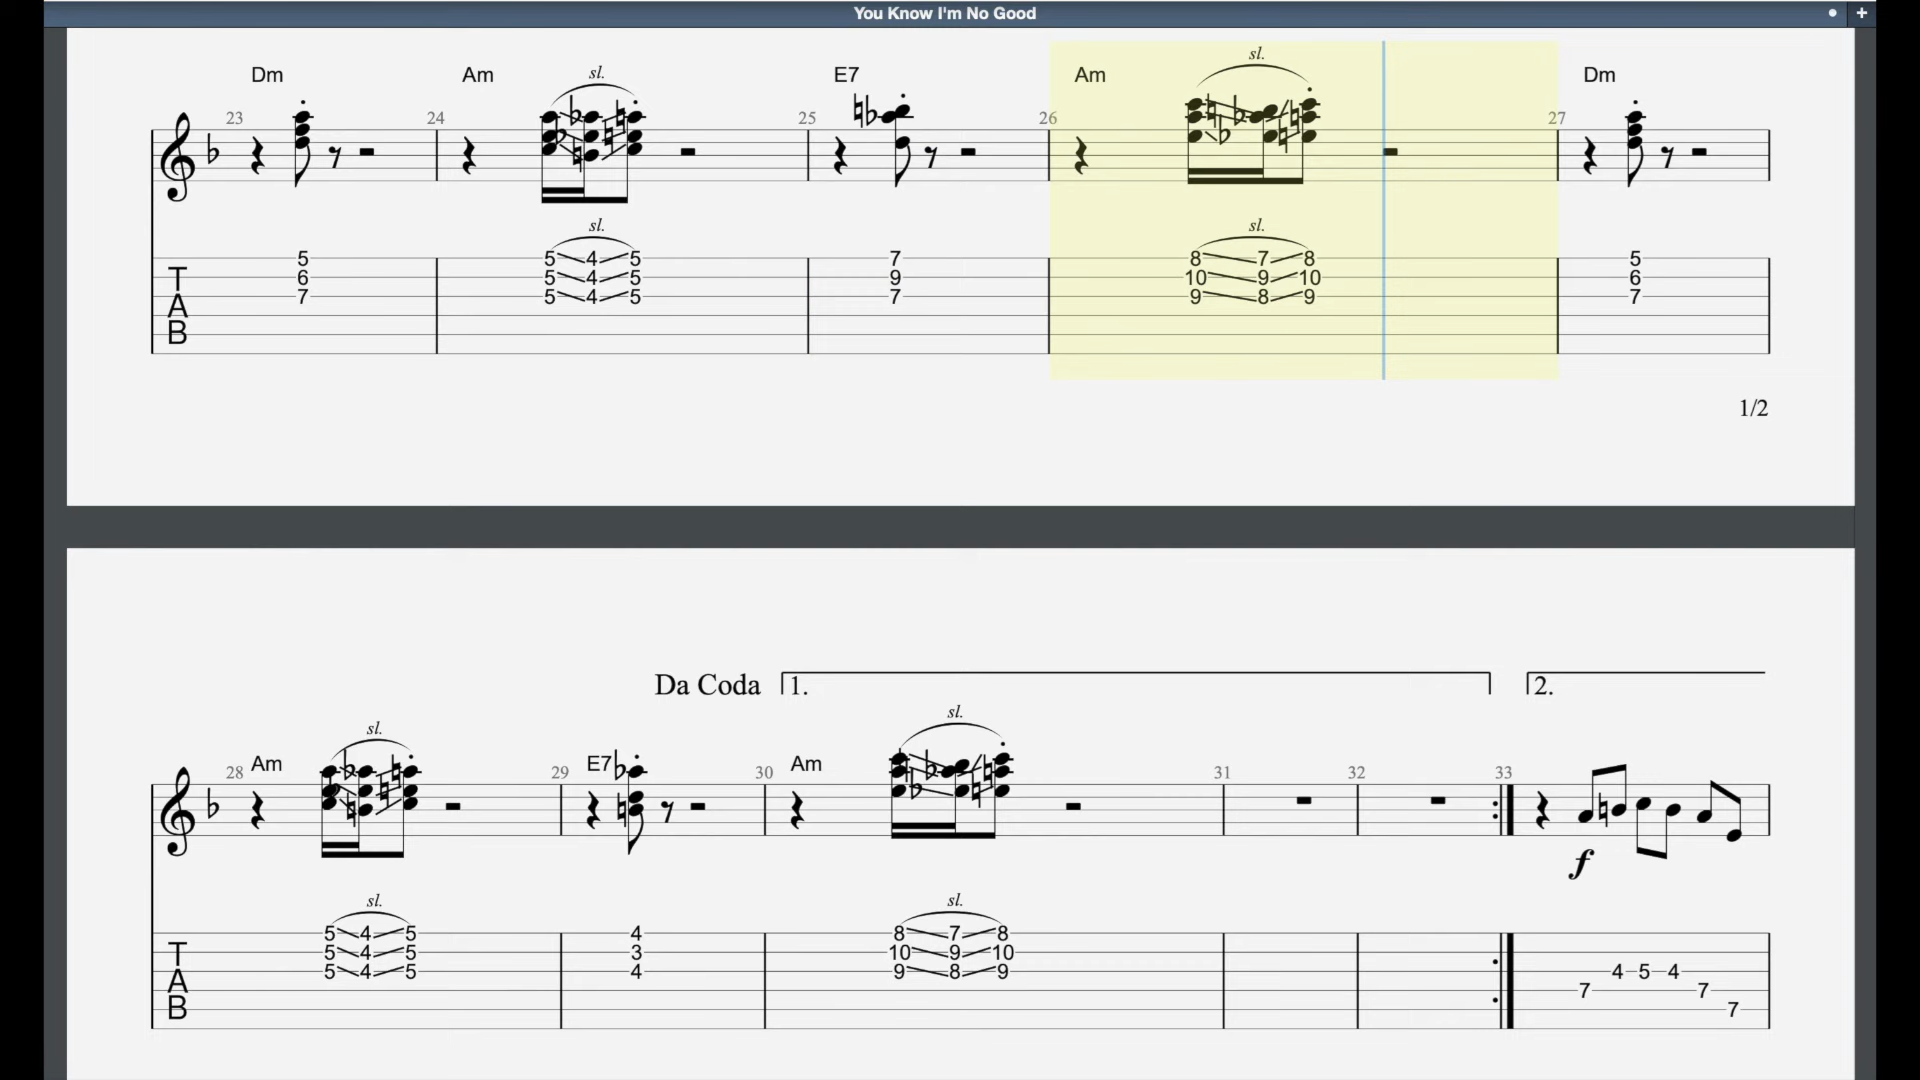 You Know I'm No Good
+
sl.
Dm Am sl. E7 Am Dm
23 24 25 26 27
sl. sl.
5 5 4 5 7 8 7 8 5
T 6 5 4 5 9 10 9 10 6
A 7 5 4 5 7 9 8 9 7
B
1/2
Da Coda 1. 2.
sl. sl.
28 Am 29 E7 30 Am 31 32 33
f
sl. sl.
5 4 5 4 8 7 8
T 5 4 5 3 10 9 10
A 5 4 5 4 9 8 9 4 5 4
7 7
B 7